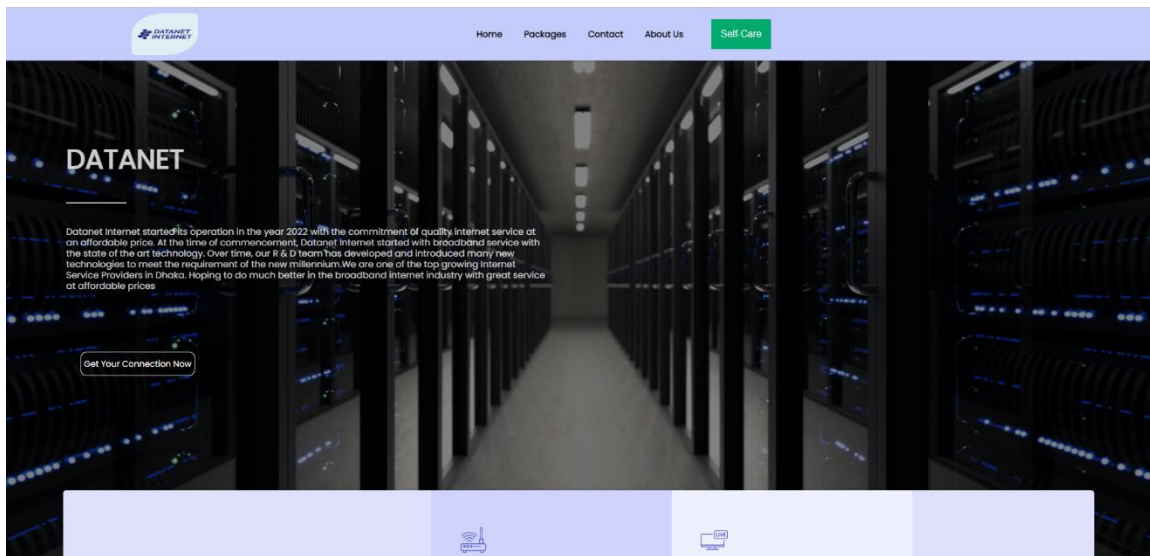 DATANET
INTERNET
Home Packages Contact About Us Self-Care
DATANET
Datanet Internet started its operation in the year 2022 with the commitment of quality internet service at
an affordable price. At the time of commencement, Datanet Internet started with broadband service with
the state of the art technology. Over time, our R & D team has developed and introduced many new
technologies to meet the requirement of the new millennium.We are one of the top growing Internet
Service Providers in Dhaka. Hoping to do much better in the broadband internet industry with great service
at affordable prices
Get Your Connection Now
LIVE